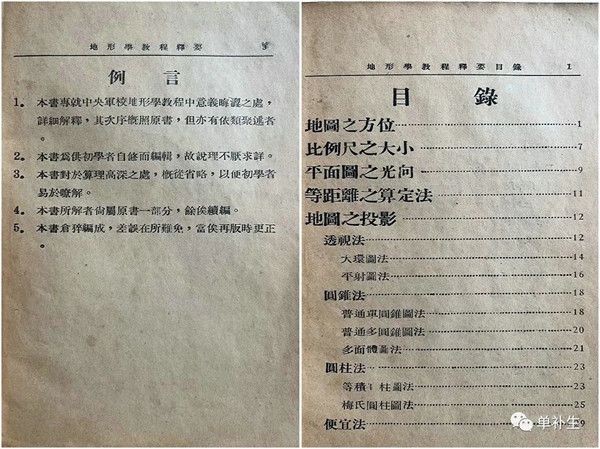 地形學教程釋要
例言
1。 本書專就中央軍校地形學教程中意義晦澀之處，
詳細解釋，其次序概照原書，但亦有依類聚述者
。
2。 本書爲供初學者自修而編輯，故說理不厭求詳。
3。 本書對於算理高深之處，概從省略，以便初學者
易於瞭解。
4。 本書所解者尙屬原書一部分，餘俟續編。
5。 本書倉猝編成，差誤在所難免，當俟再版時更正
。
地形學教程釋要目錄 1
目錄
地圖之方位 1
比例尺之大小 7
平面圖之光向 9
等距離之算定法 11
地圖之投影 12
透視法 12
大環圖法 14
平射圖法 16
圓錐法 18
普通單圓錐圖法 18
普通多圓錐圖法 20
多面體圖法 21
圓柱法 23
等積 柱圖法 23
梅氏圓柱圖法 25
便宜法 29
单补生